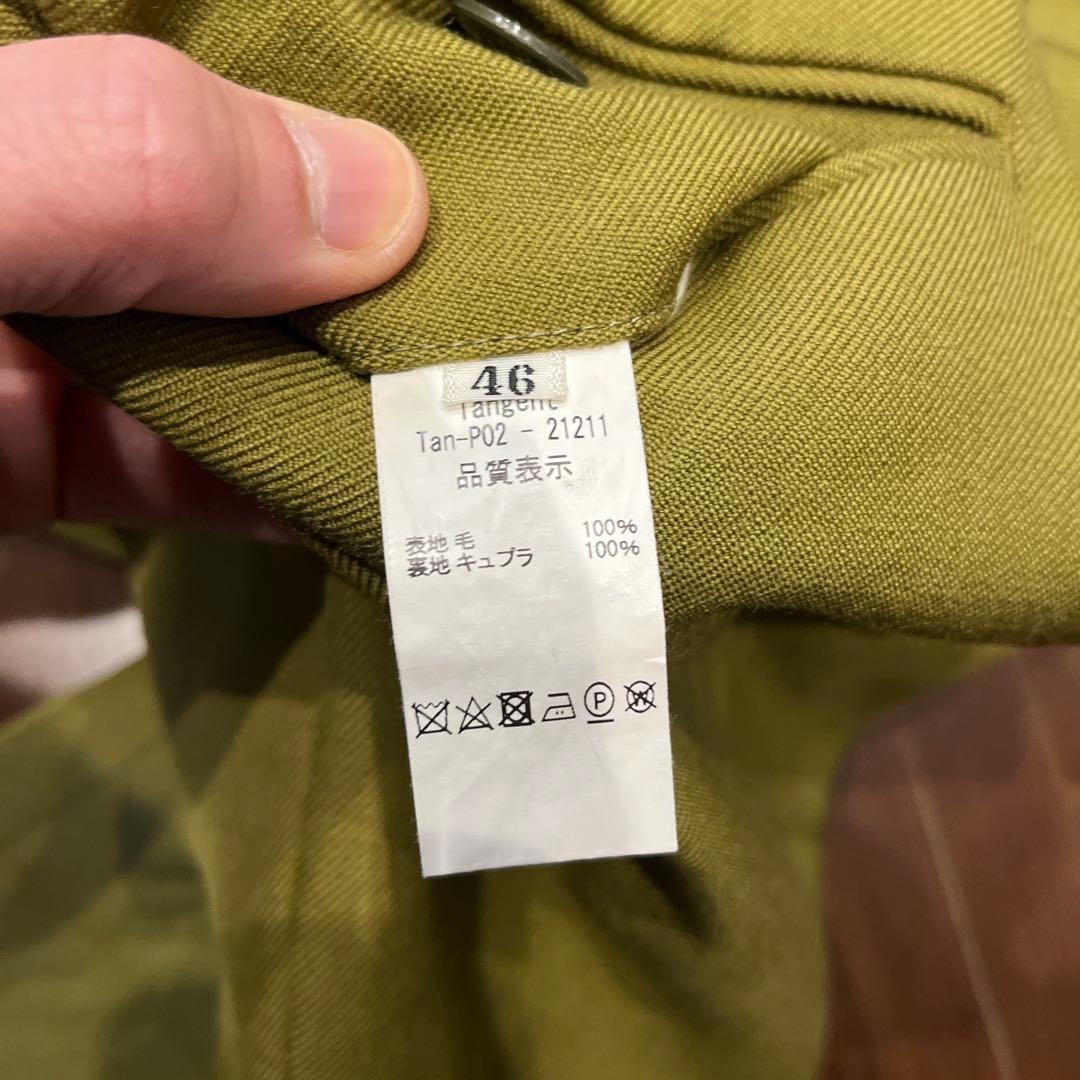 46
Tangent
Tan-P02 - 21211
品質表示
表地 毛 100%
裏地 キュプラ 100%
P
W